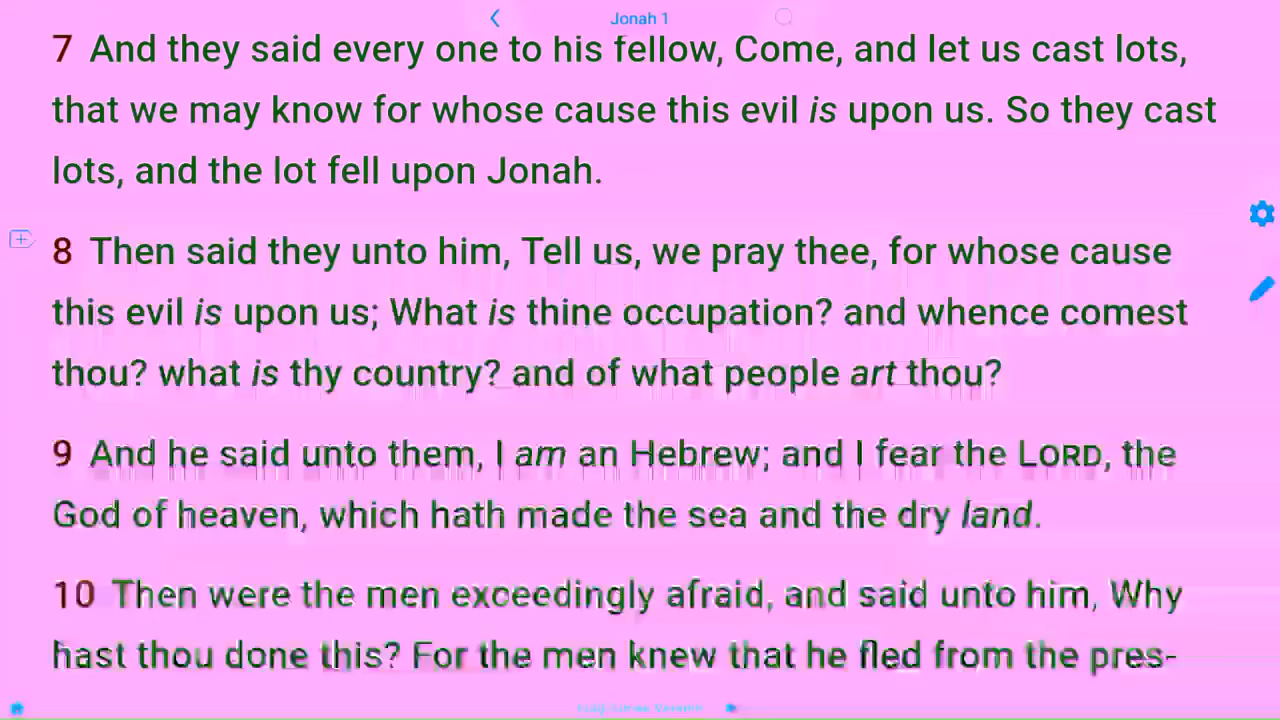 Jonah 1
7 And they said every one to his fellow, Come, and let us cast lots,
that we may know for whose cause this evil is upon us. So they cast
lots, and the lot fell upon Jonah.
8 Then said they unto him, Tell us, we pray thee, for whose cause
this evil is upon us; What is thine occupation? and whence comest
thou? what is thy country? and of what people art thou?
9 And he said unto them, I am an Hebrew; and I fear the LORD, the
God of heaven, which hath made the sea and the dry land.
10 Then were the men exceedingly afraid, and said unto him, Why
hast thou done this? For the men knew that he fled from the pres-
King James Version